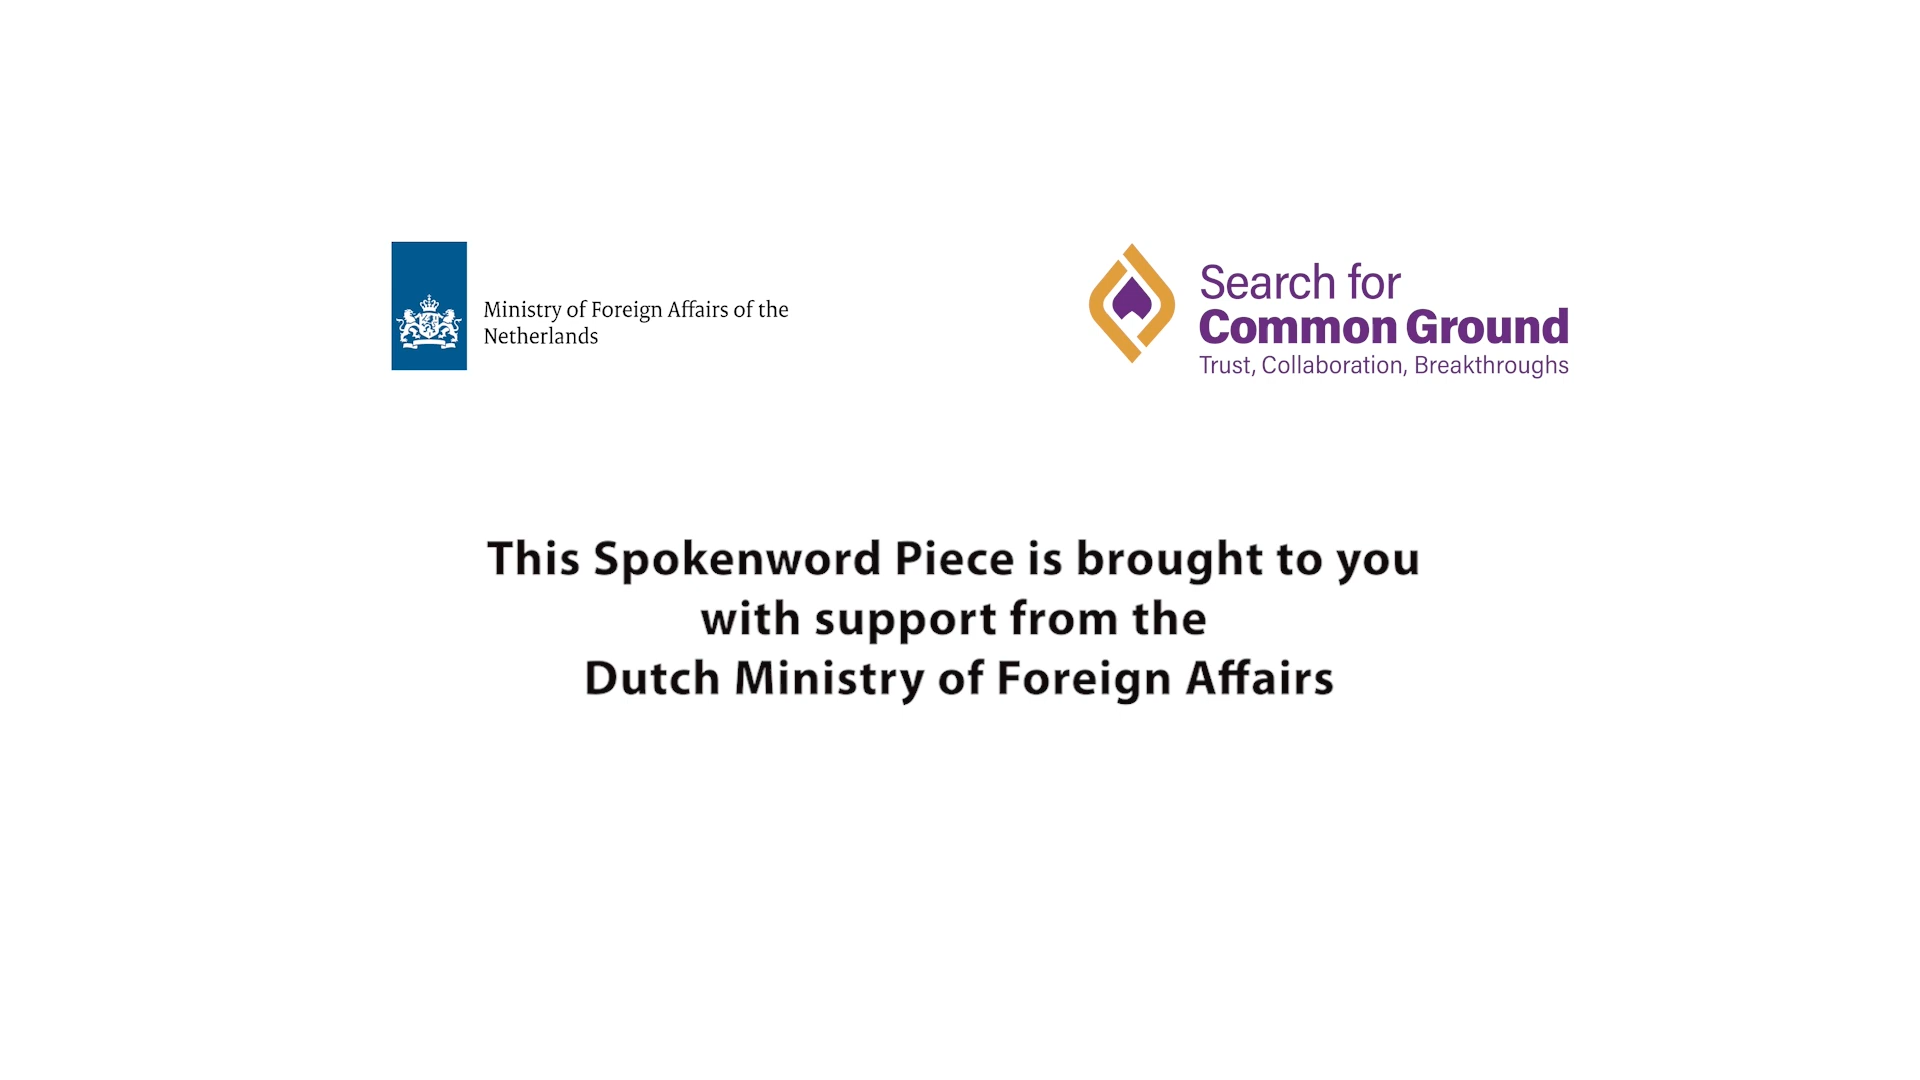 Ministry of Foreign Affairs of the
Netherlands
Search for
Common Ground
Trust, Collaboration, Breakthroughs
This Spokenword Piece is brought to you
with support from the
Dutch Ministry of Foreign Affairs